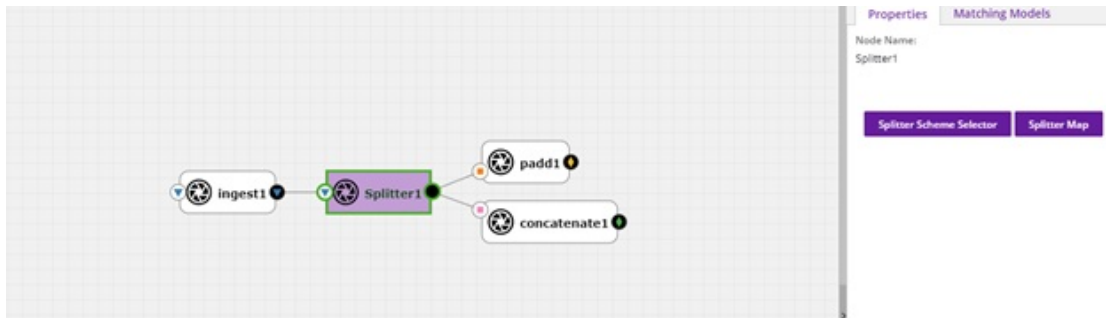 Properties Matching Models
Node Name:
Splitter1
Splitter Scheme Selector Splitter Map
padd1
ingest1 Splitter1
concatenate1